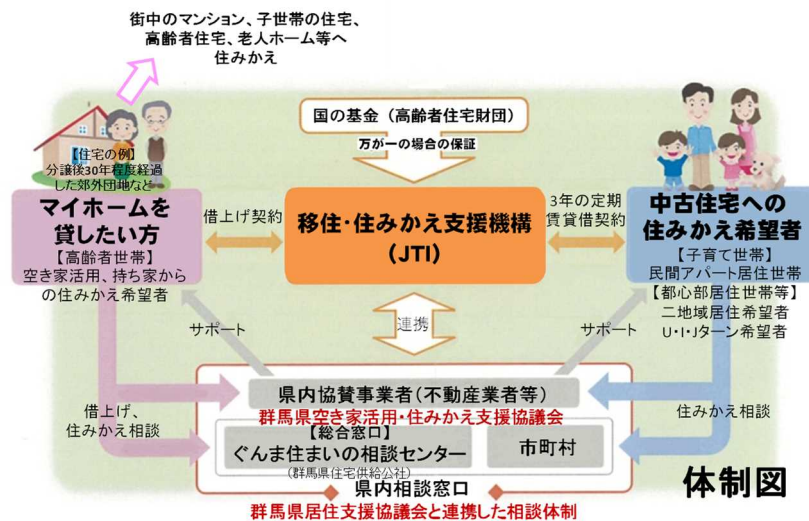 街中のマンション、子世帯の住宅、
高齢者住宅、老人ホーム等へ
住みかえ
国の基金（高齢者住宅財団）
万が一の場合の保証
【住宅の例】
分譲後30年程度経過
した郊外団地など
マイホームを
貸したい方
【高齢者世帯】
空き家活用、持ち家から
の住みかえ希望者
借上げ契約
移住・住みかえ支援機構
（JTI）
3年の定期
賃貸借契約
中古住宅への
住みかえ希望者
【子育て世帯】
民間アパート居住世帯
【都心部居住世帯等】
二地域居住希望者
U・I・Jターン希望者
サポート
連携
サポート
県内協賛事業者（不動産業者等）
群馬県空き家活用・住みかえ支援協議会
借上げ、
住みかえ相談
住みかえ相談
【総合窓口】
ぐんま住まいの相談センター
（群馬県住宅供給公社）
市町村
県内相談窓口
群馬県居住支援協議会と連携した相談体制
体制図